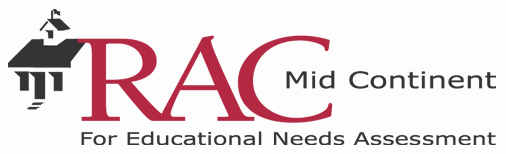 RAC Mid Continent
For Educational Needs Assessment